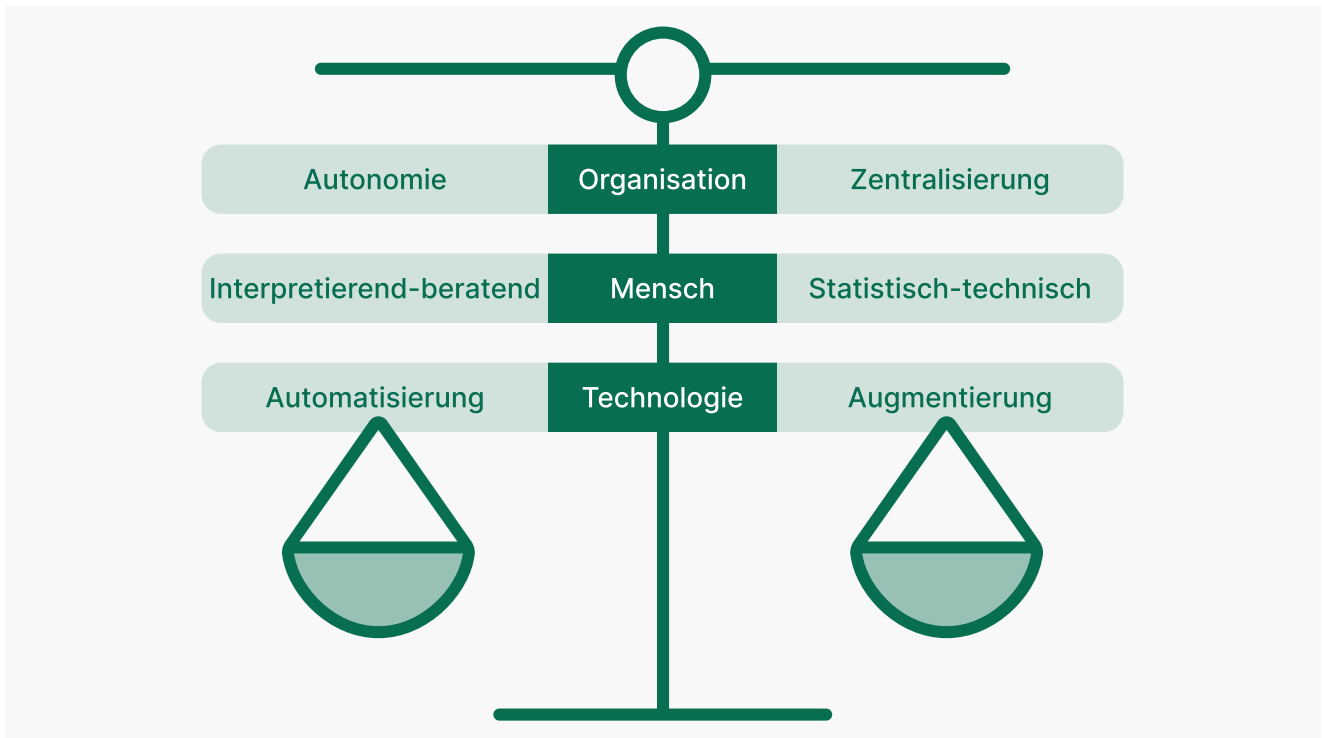 Autonomie Organisation Zentralisierung
Interpretierend-beratend Mensch Statistisch-technisch
Automatisierung Technologie Augmentierung